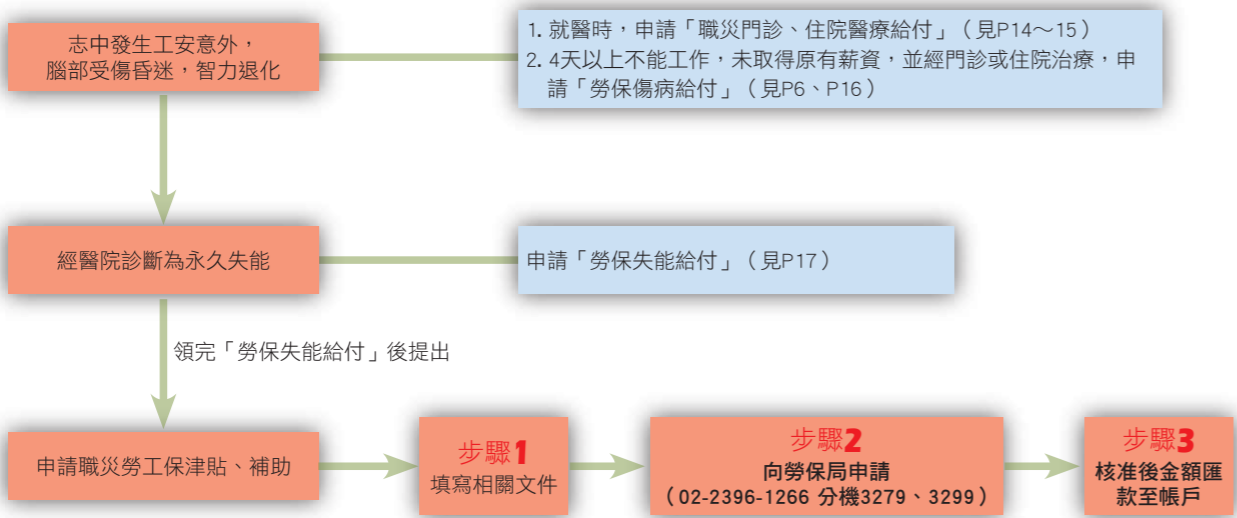 志中發生工安意外，
腦部受傷昏迷，智力退化
1. 就醫時，申請「職災門診、住院醫療給付」（見P14～15）
2. 4天以上不能工作，未取得原有薪資，並經門診或住院治療，申
請「勞保傷病給付」（見P6、P16）
經醫院診斷為永久失能
申請「勞保失能給付」（見P17）
領完「勞保失能給付」後提出
申請職災勞工保津貼、補助
步驟1
填寫相關文件
步驟2
向勞保局申請
（02-2396-1266 分機3279、3299）
步驟3
核准後金額匯
款至帳戶